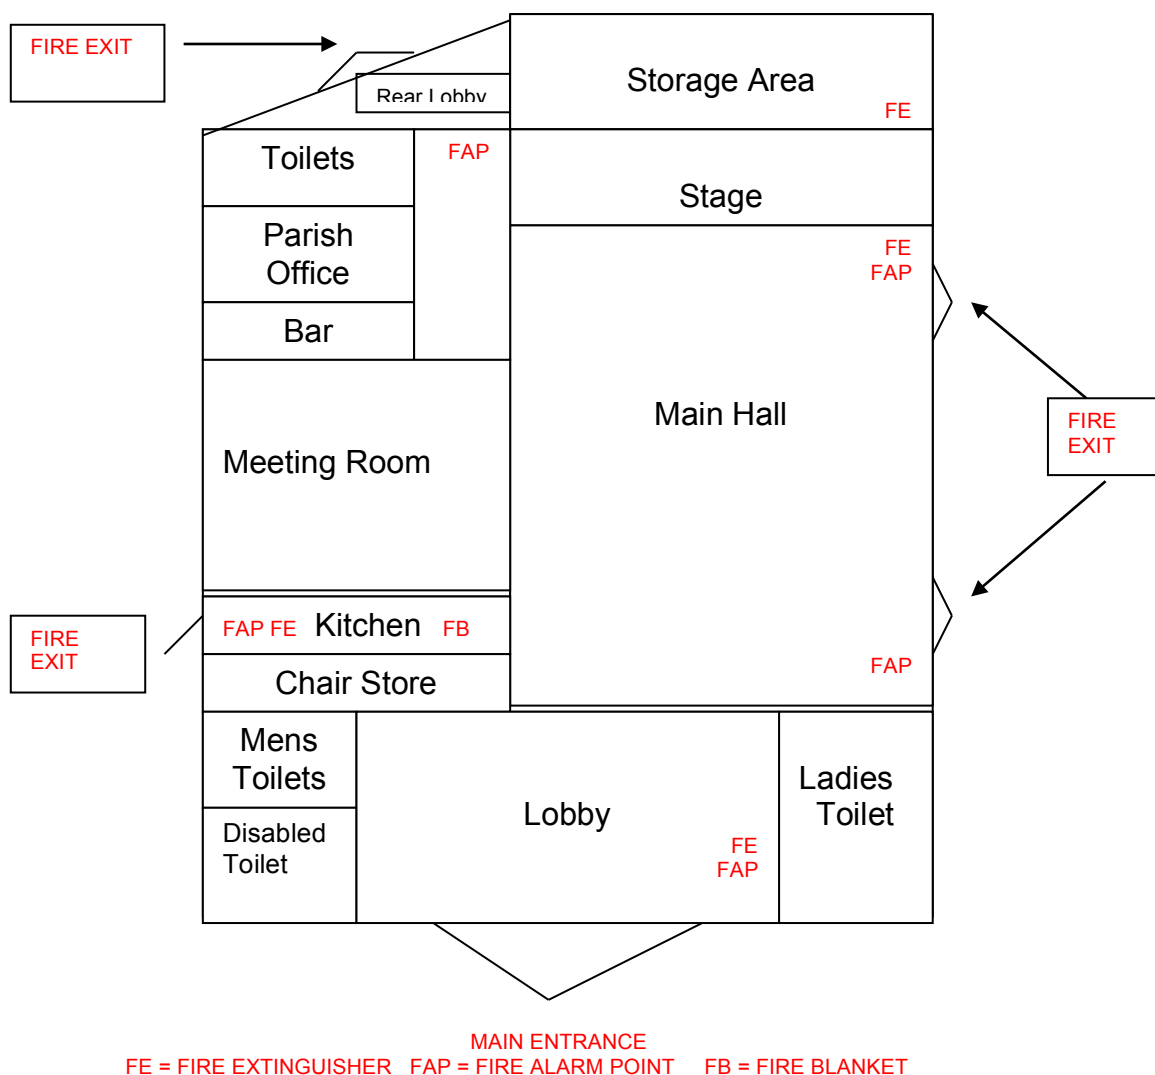 FIRE EXIT
Rear Lobby
Storage Area
FE
Toilets
FAP
Stage
Parish
Office
FE
FAP
Bar
Main Hall
FIRE
EXIT
Meeting Room
FIRE
EXIT
FAP FE Kitchen FB
FAP
Chair Store
Mens
Toilets
Ladies
Toilet
Lobby
Disabled
Toilet
FE
FAP
MAIN ENTRANCE
FE = FIRE EXTINGUISHER FAP = FIRE ALARM POINT FB = FIRE BLANKET